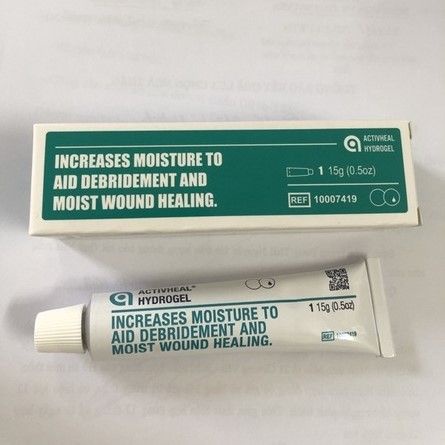 ACTIVHEAL
HYDROGEL
INCREASES MOISTURE TO
AID DEBRIDEMENT AND
MOIST WOUND HEALING.
1 15g (0.5oz)
REF 10007419
ACTIVHEAL®
HYDROGEL
INCREASES MOISTURE TO
AID DEBRIDEMENT AND
MOIST WOUND HEALING.
1 15g (0.5oz)
REF 10007419